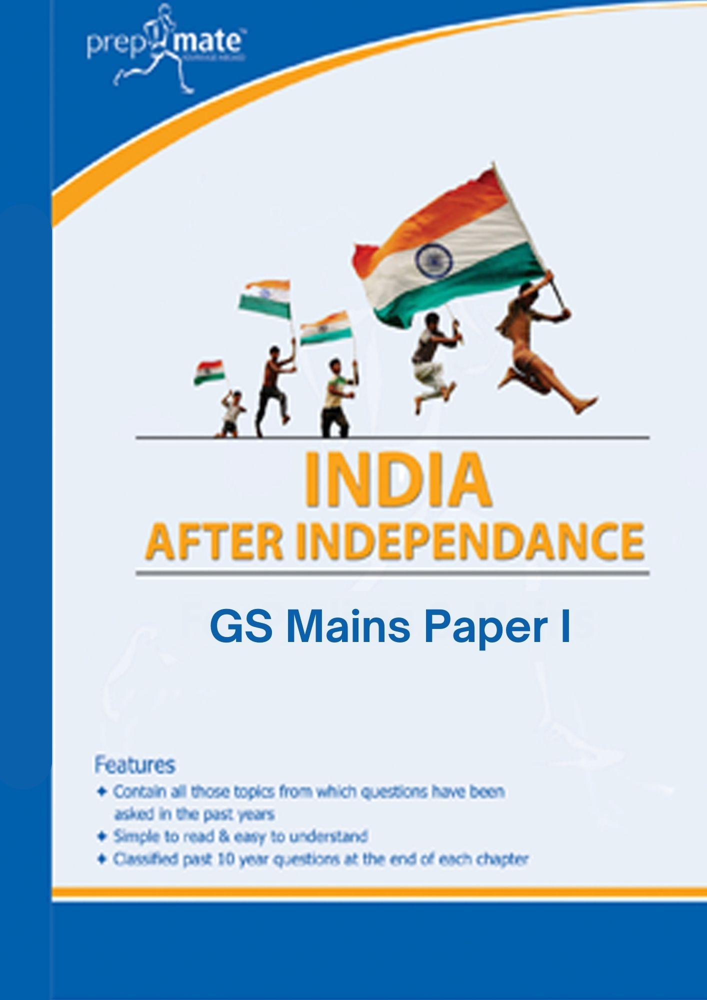 prep mate™
INDIA
AFTER INDEPENDANCE
GS Mains Paper I
Features
✦ Contain all those topics from which questions have been
asked in the past years
✦ Simple to read & easy to understand
✦ Classified past 10 year questions at the end of each chapter